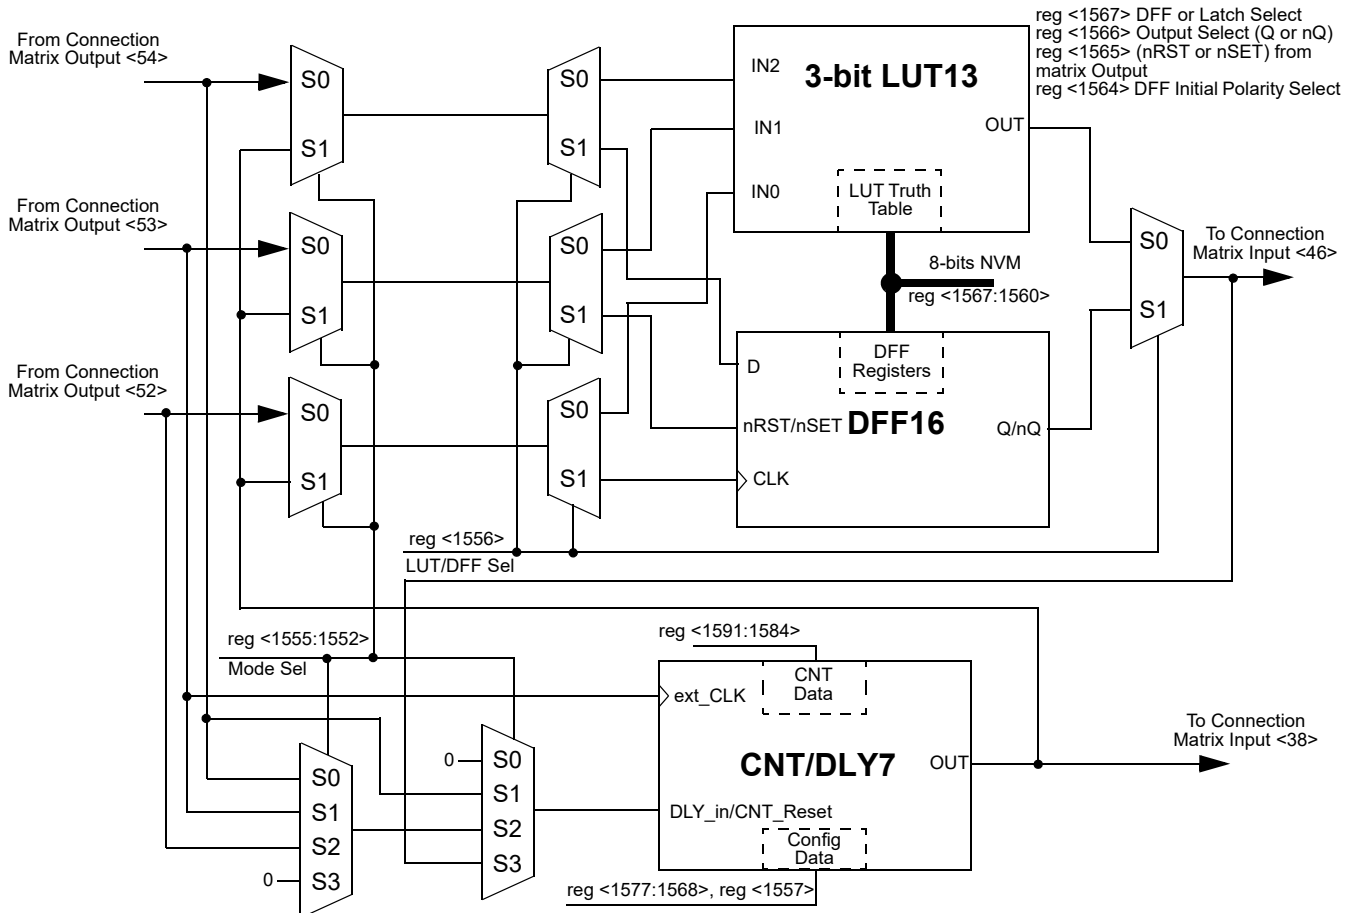 reg <1567> DFF or Latch Select
reg <1566> Output Select (Q or nQ)
reg <1565> (nRST or nSET) from
matrix Output
reg <1564> DFF Initial Polarity Select
From Connection
Matrix Output <54>
S0
S1
S0
S1
IN2
3-bit LUT13
IN1
OUT
IN0
LUT Truth
Table
From Connection
Matrix Output <53>
S0
S1
S0
S1
8-bits NVM
reg <1567:1560>
S0
S1
To Connection
Matrix Input <46>
From Connection
Matrix Output <52>
S0
S1
S0
S1
DFF
Registers
D
nRST/nSET
DFF16
Q/nQ
CLK
reg <1556>
LUT/DFF Sel
reg <1555:1552>
Mode Sel
reg <1591:1584>
CNT
Data
ext_CLK
CNT/DLY7
OUT
To Connection
Matrix Input <38>
DLY_in/CNT_Reset
Config
Data
0
S0
S1
S2
S3
S0
S1
S2
0
S3
reg <1577:1568>, reg <1557>